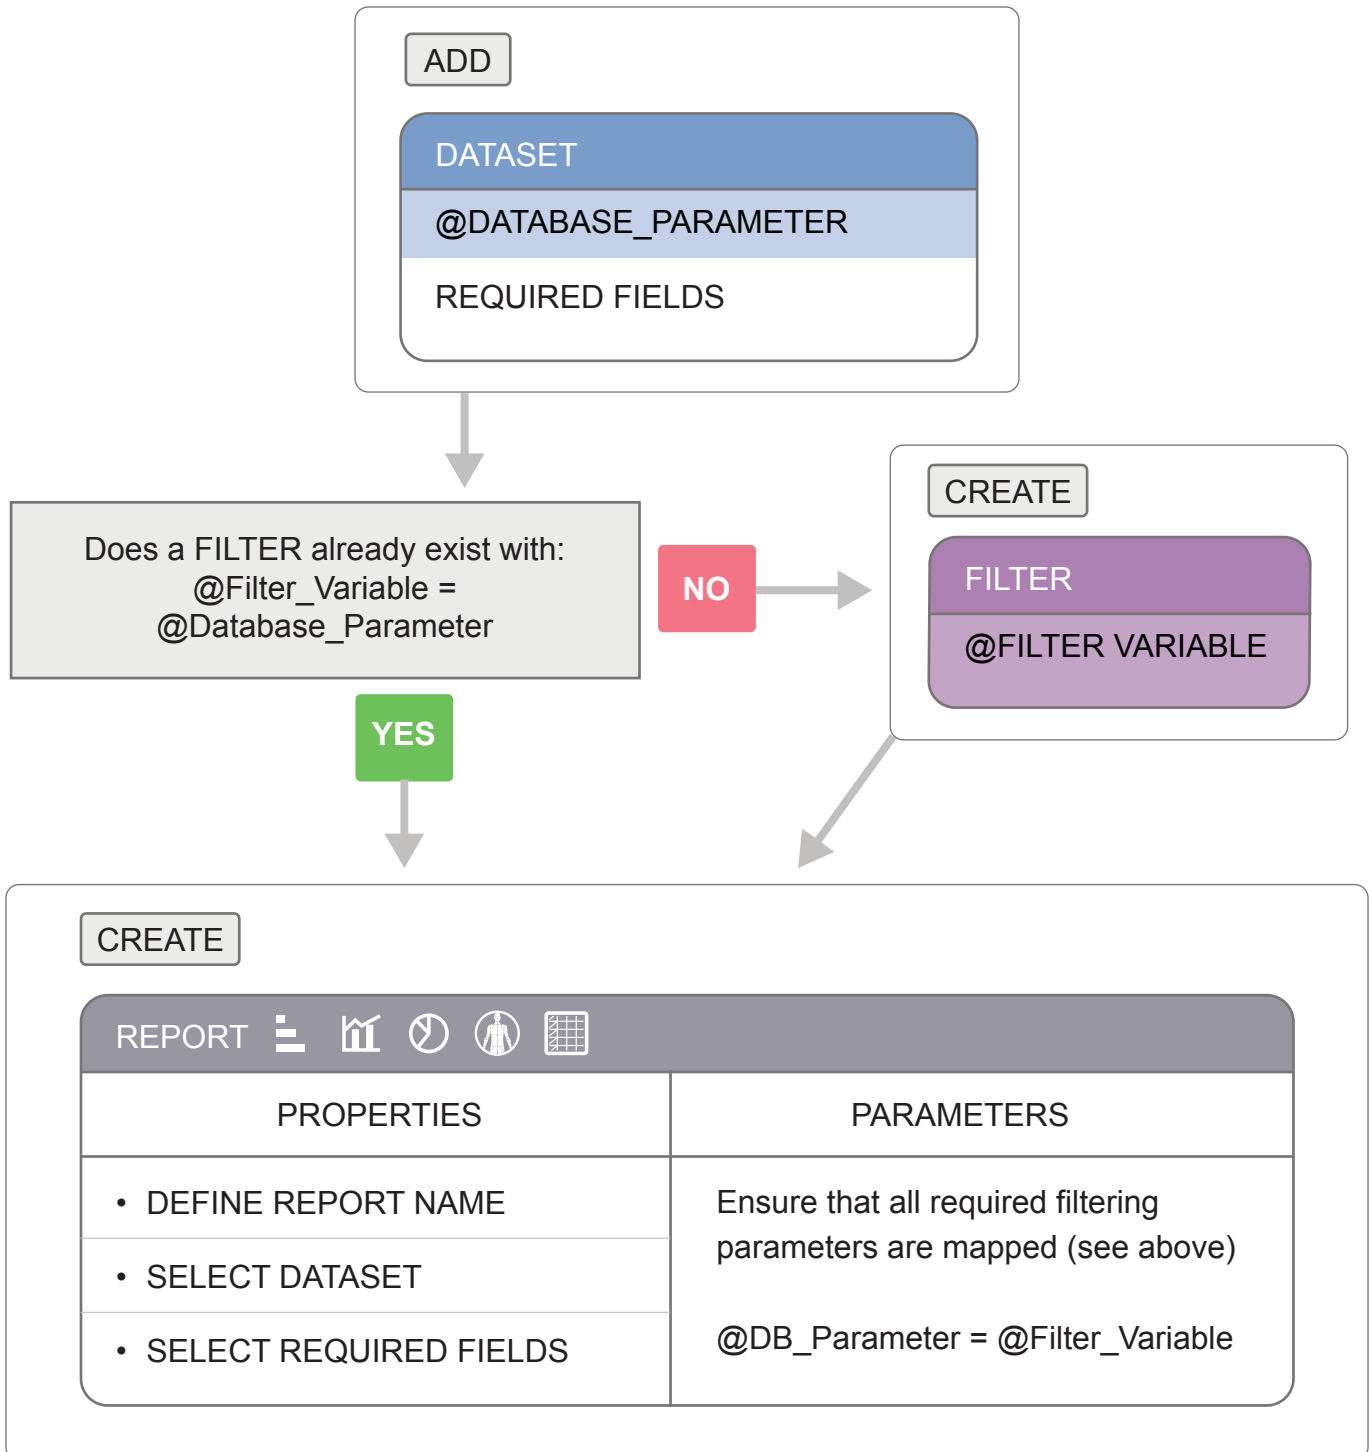 ADD
DATASET
@DATABASE_PARAMETER
REQUIRED FIELDS
Does a FILTER already exist with:
@Filter_Variable =
@Database_Parameter
NO
CREATE
FILTER
@FILTER VARIABLE
YES
CREATE
REPORT
PROPERTIES
PARAMETERS
• DEFINE REPORT NAME
• SELECT DATASET
• SELECT REQUIRED FIELDS
Ensure that all required filtering
parameters are mapped (see above)
@DB_Parameter = @Filter_Variable